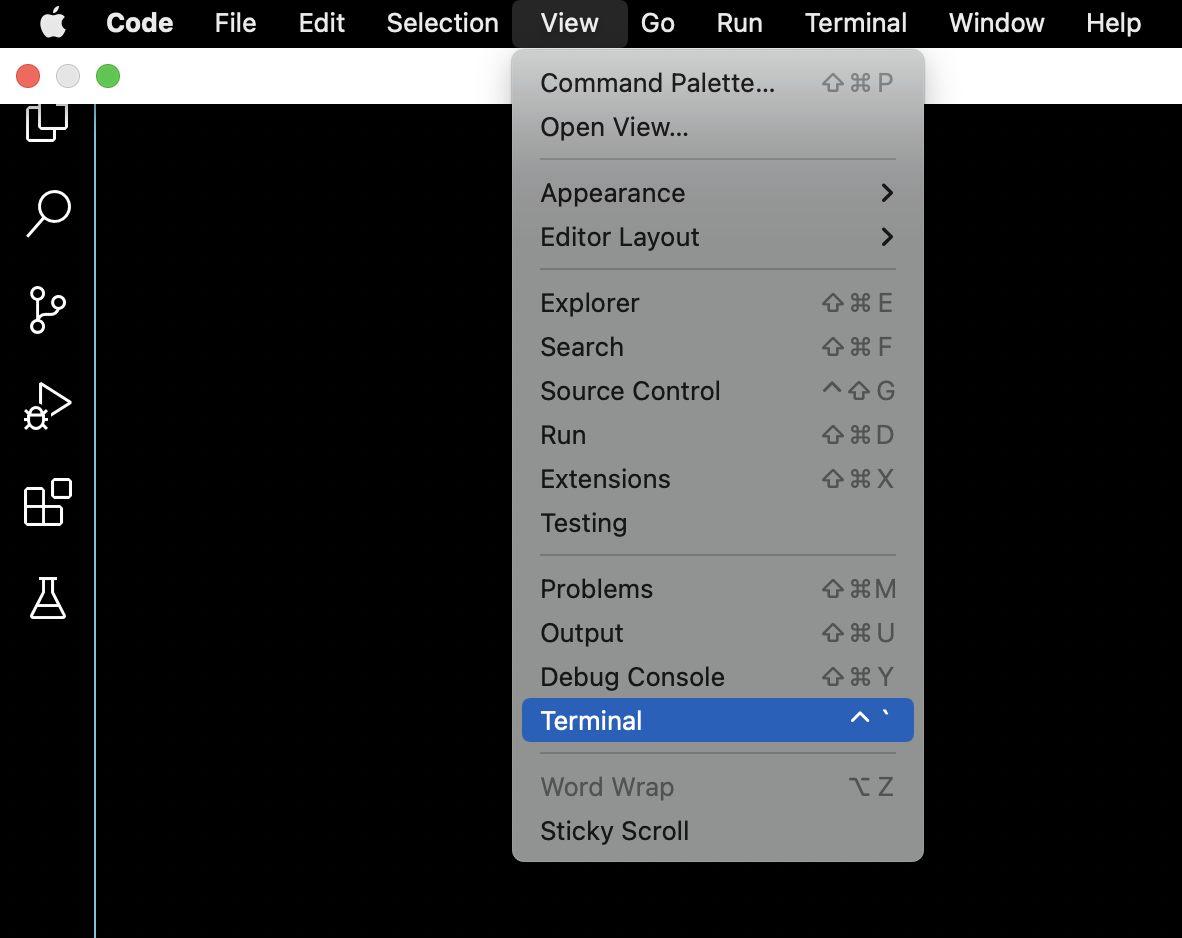 Code File Edit Selection View Go Run Terminal Window Help
Command Palette... ⇧⌘P
Open View...
Appearance
Editor Layout
Explorer ⇧⌘E
Search ⇧⌘F
Source Control ^⇧G
Run ⇧⌘D
Extensions ⇧⌘X
Testing
Problems ⇧⌘M
Output ⇧⌘U
Debug Console ⇧⌘Y
Terminal ^`
Word Wrap ⌥Z
Sticky Scroll